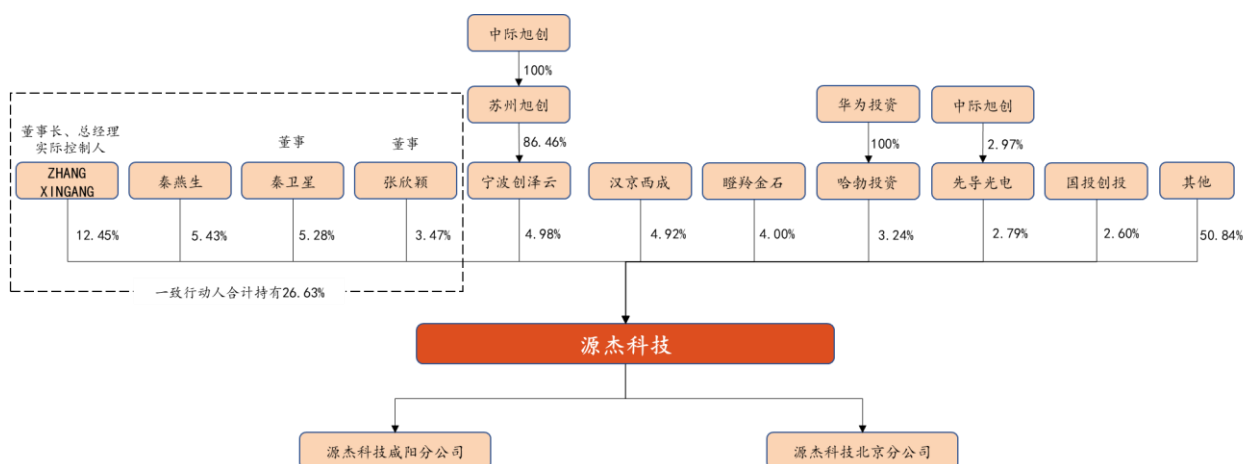 中际旭创
100%
苏州旭创
华为投资
中际旭创
董事长、总经理
实际控制人
董事
董事
86.46%
100%
2.97%
ZHANG
XINGANG
秦燕生
秦卫星
张欣颖
宁波创泽云
汉京西成
瞪羚金石
哈勃投资
先导光电
国投创投
其他
12.45%
5.43%
5.28%
3.47%
4.98%
4.92%
4.00%
3.24%
2.79%
2.60%
50.84%
一致行动人合计持有26.63%
源杰科技
源杰科技咸阳分公司
源杰科技北京分公司